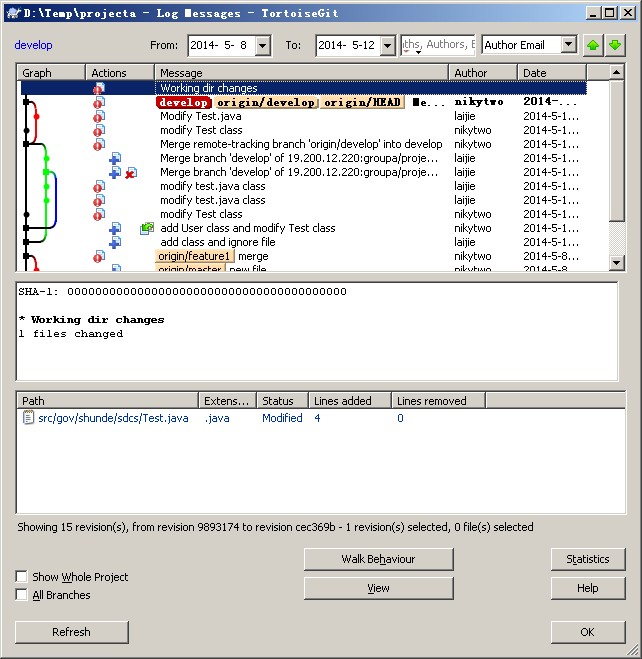 D:\Temp\projecta - Log Messages - TortoiseGit
develop From: 2014- 5- 8 To: 2014- 5-12 ths, Authors, E Author Email
Graph Actions Message Author Date
Working dir changes
develop origin/develop origin/HEAD Me... nikytwo 2014-...
Modify Test.java laijie 2014-5-1...
modify Test class nikytwo 2014-5-1...
Merge remote-tracking branch 'origin/develop' into develop nikytwo 2014-5-1...
Merge branch 'develop' of 19.200.12.220:groupa/proje... laijie 2014-5-1...
Merge branch 'develop' of 19.200.12.220:groupa/proje... laijie 2014-5-1...
modify test.java class laijie 2014-5-1...
modify test.java class laijie 2014-5-1...
modify Test class nikytwo 2014-5-1...
add User class and modify Test class nikytwo 2014-5-1...
add class and ignore file laijie 2014-5-1...
origin/feature1 merge nikytwo 2014-5-8...
origin/master new file nikytwo 2014-5-8...
SHA-1: 0000000000000000000000000000000000000000
* Working dir changes
1 files changed
Path Extens... Status Lines added Lines removed
src/gov/shunde/sdcs/Test.java .java Modified 4 0
Showing 15 revision(s), from revision 9893174 to revision cec369b - 1 revision(s) selected, 0 file(s) selected
Walk Behaviour Statistics
Show Whole Project
View Help
All Branches
Refresh OK